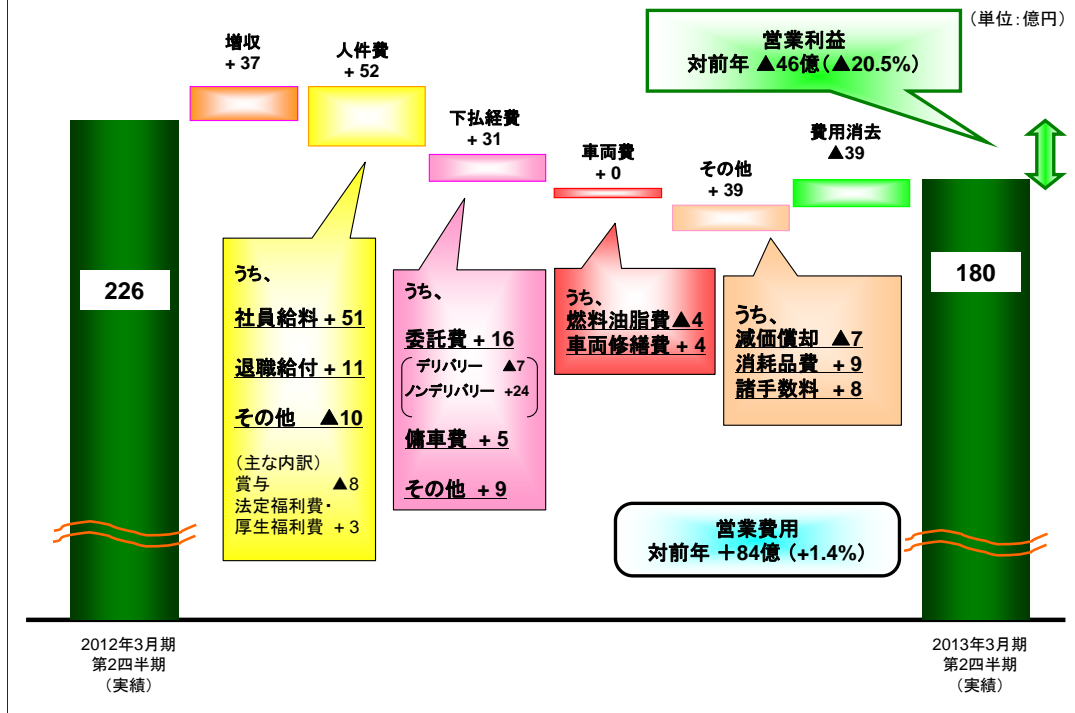 (単位:億円)
増収
+ 37
人件費
+ 52
下払経費
+ 31
車両費
+ 0
その他
+ 39
費用消去
▲39
営業利益
対前年 ▲46億(▲20.5%)
226
180
うち、
社員給料 + 51
退職給付 + 11
その他 ▲10
(主な内訳)
賞与 ▲8
法定福利費・
厚生福利費 + 3
うち、
委託費 + 16
デリバリー ▲7
ノンデリバリー +24
傭車費 + 5
その他 + 9
うち、
燃料油脂費▲4
車両修繕費 + 4
うち、
減価償却 ▲7
消耗品費 + 9
諸手数料 + 8
営業費用
対前年 +84億 (+1.4%)
2012年3月期
第2四半期
(実績)
2013年3月期
第2四半期
(実績)